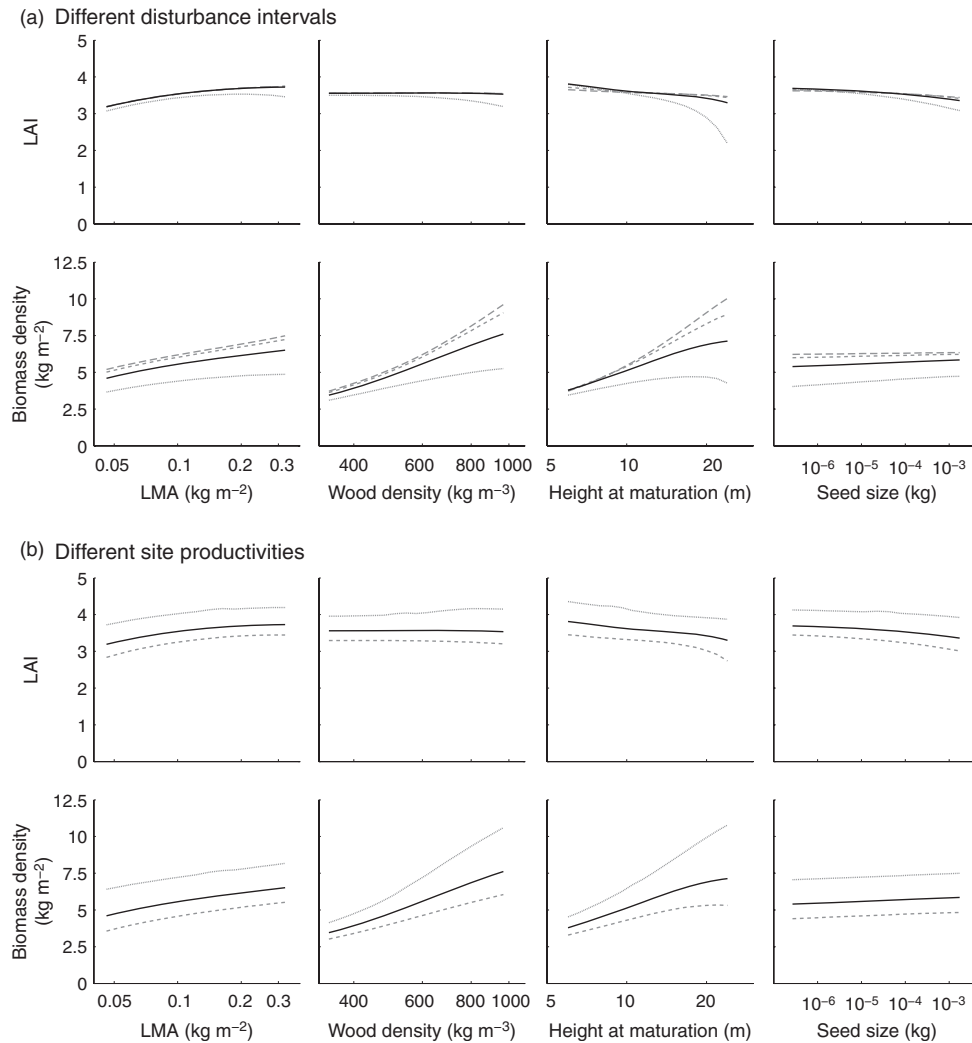 (a) Different disturbance intervals
5
4
3
2
1
0
LAI
12.5
10
7.5
5
2.5
0
Biomass density
(kg m⁻²)
0.05 0.1 0.2 0.3
400 600 800 1000
5 10 20
10⁻⁶ 10⁻⁵ 10⁻⁴ 10⁻³
LMA (kg m⁻²)
Wood density (kg m⁻³)
Height at maturation (m)
Seed size (kg)
(b) Different site productivities
5
4
3
2
1
0
LAI
12.5
10
7.5
5
2.5
0
Biomass density
(kg m⁻²)
0.05 0.1 0.2 0.3
400 600 800 1000
5 10 20
10⁻⁶ 10⁻⁵ 10⁻⁴ 10⁻³
LMA (kg m⁻²)
Wood density (kg m⁻³)
Height at maturation (m)
Seed size (kg)